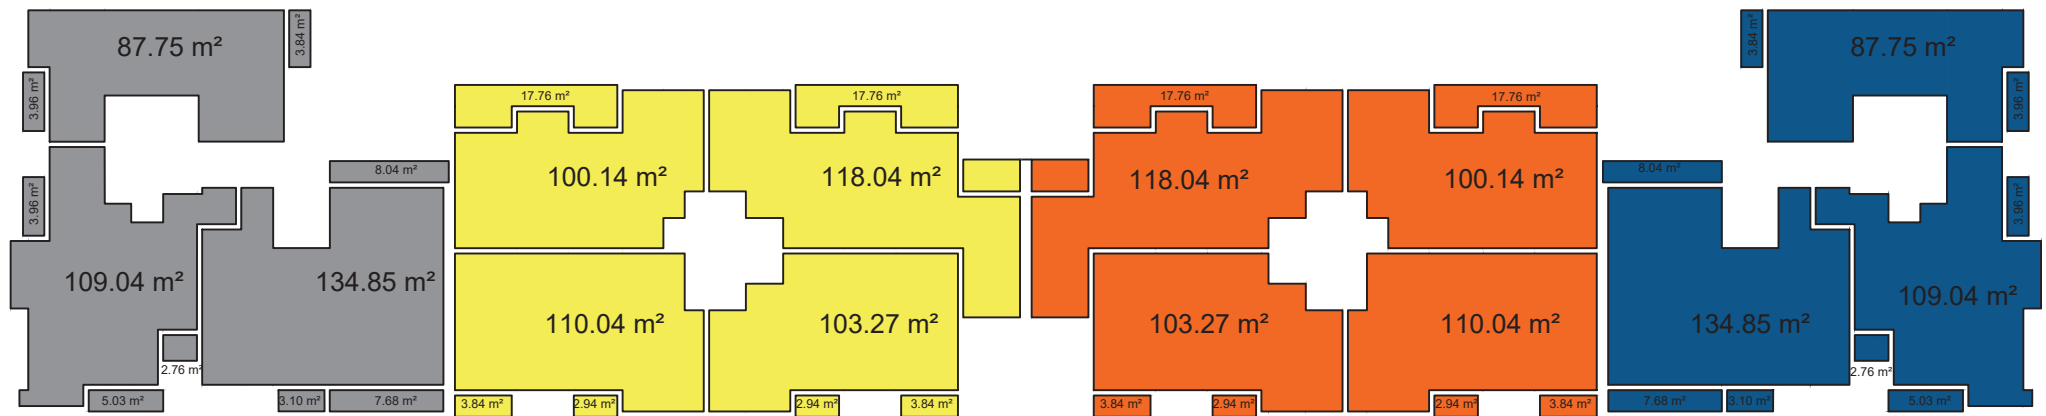 87.75 m²
3.84 m²
3.96 m²
3.96 m²
109.04 m²
134.85 m²
8.04 m²
2.76 m²
5.03 m²
3.10 m²
7.68 m²
17.76 m²
17.76 m²
100.14 m²
118.04 m²
110.04 m²
103.27 m²
3.84 m²
2.94 m²
2.94 m²
3.84 m²
17.76 m²
17.76 m²
118.04 m²
100.14 m²
103.27 m²
110.04 m²
3.84 m²
2.94 m²
2.94 m²
3.84 m²
3.84 m²
87.75 m²
3.96 m²
3.96 m²
8.04 m²
134.85 m²
109.04 m²
2.76 m²
7.68 m²
3.10 m²
5.03 m²